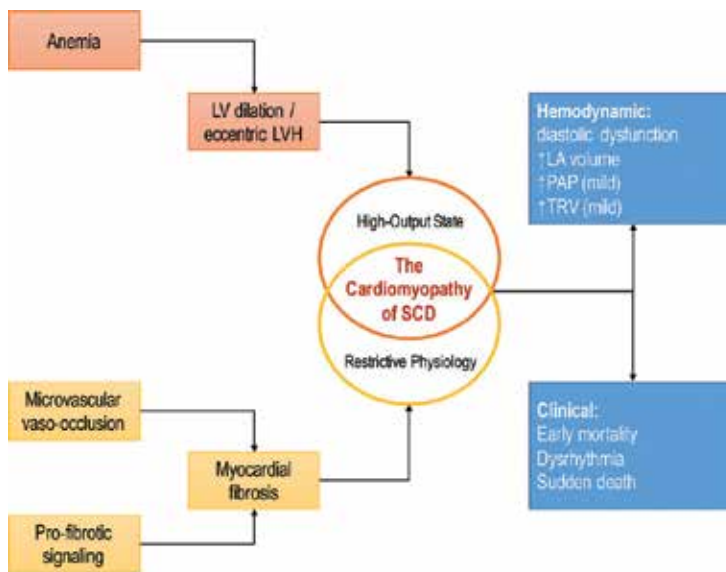 Anemia
LV dilation /
eccentric LVH
High-Output State
The
Cardiomyopathy
of SCD
Restrictive Physiology
Hemodynamic:
diastolic dysfunction
↑LA volume
↑PAP (mild)
↑TRV (mild)
Microvascular
vaso-occlusion
Myocardial
fibrosis
Pro-fibrotic
signaling
Clinical:
Early mortality
Dysrhythmia
Sudden death